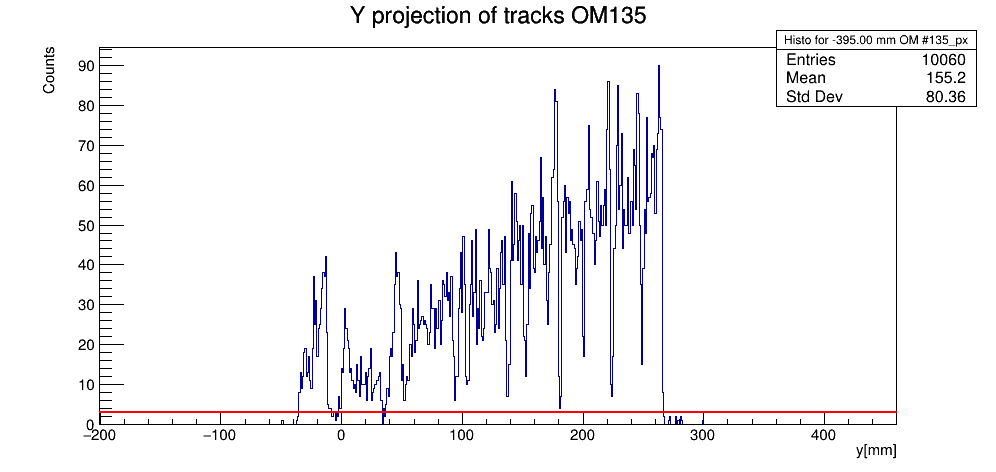 Y projection of tracks OM135
Histo for -395.00 mm OM #135_px
Entries 10060
Mean 155.2
Std Dev 80.36
Counts
90
80
70
60
50
40
30
20
10
0
−200 −100 0 100 200 300 400
y[mm]